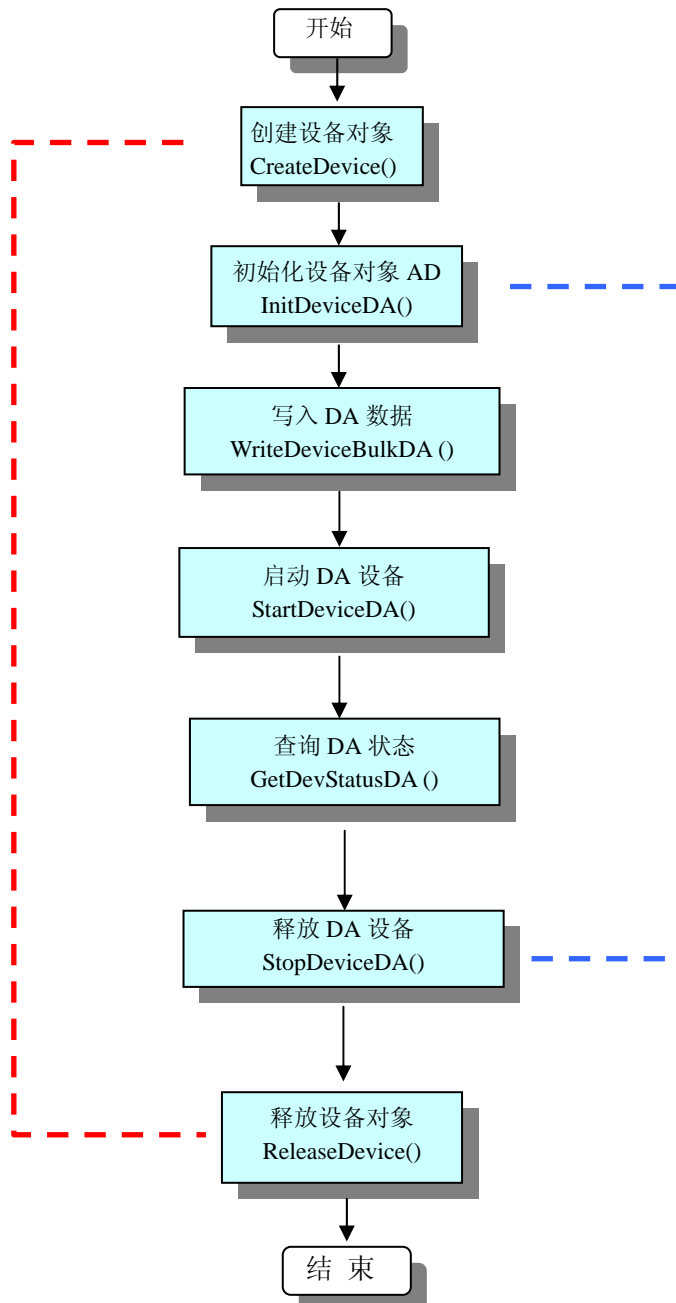 开始
创建设备对象
CreateDevice()
初始化设备对象 AD
InitDeviceDA()
写入 DA 数据
WriteDeviceBulkDA ()
启动 DA 设备
StartDeviceDA()
查询 DA 状态
GetDevStatusDA ()
释放 DA 设备
StopDeviceDA()
释放设备对象
ReleaseDevice()
结 束